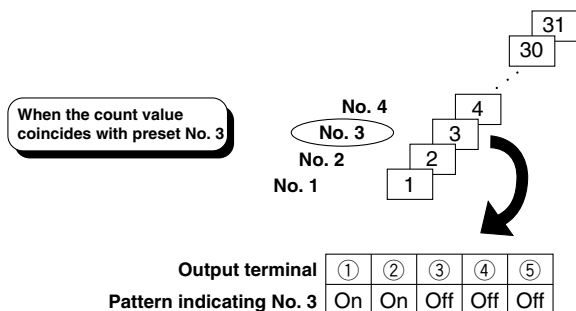 31
30
When the count value
coincides with preset No. 3
No. 4
4
No. 3
3
No. 2
2
No. 1
1
Output terminal ① ② ③ ④ ⑤
Pattern indicating No. 3 On On Off Off Off